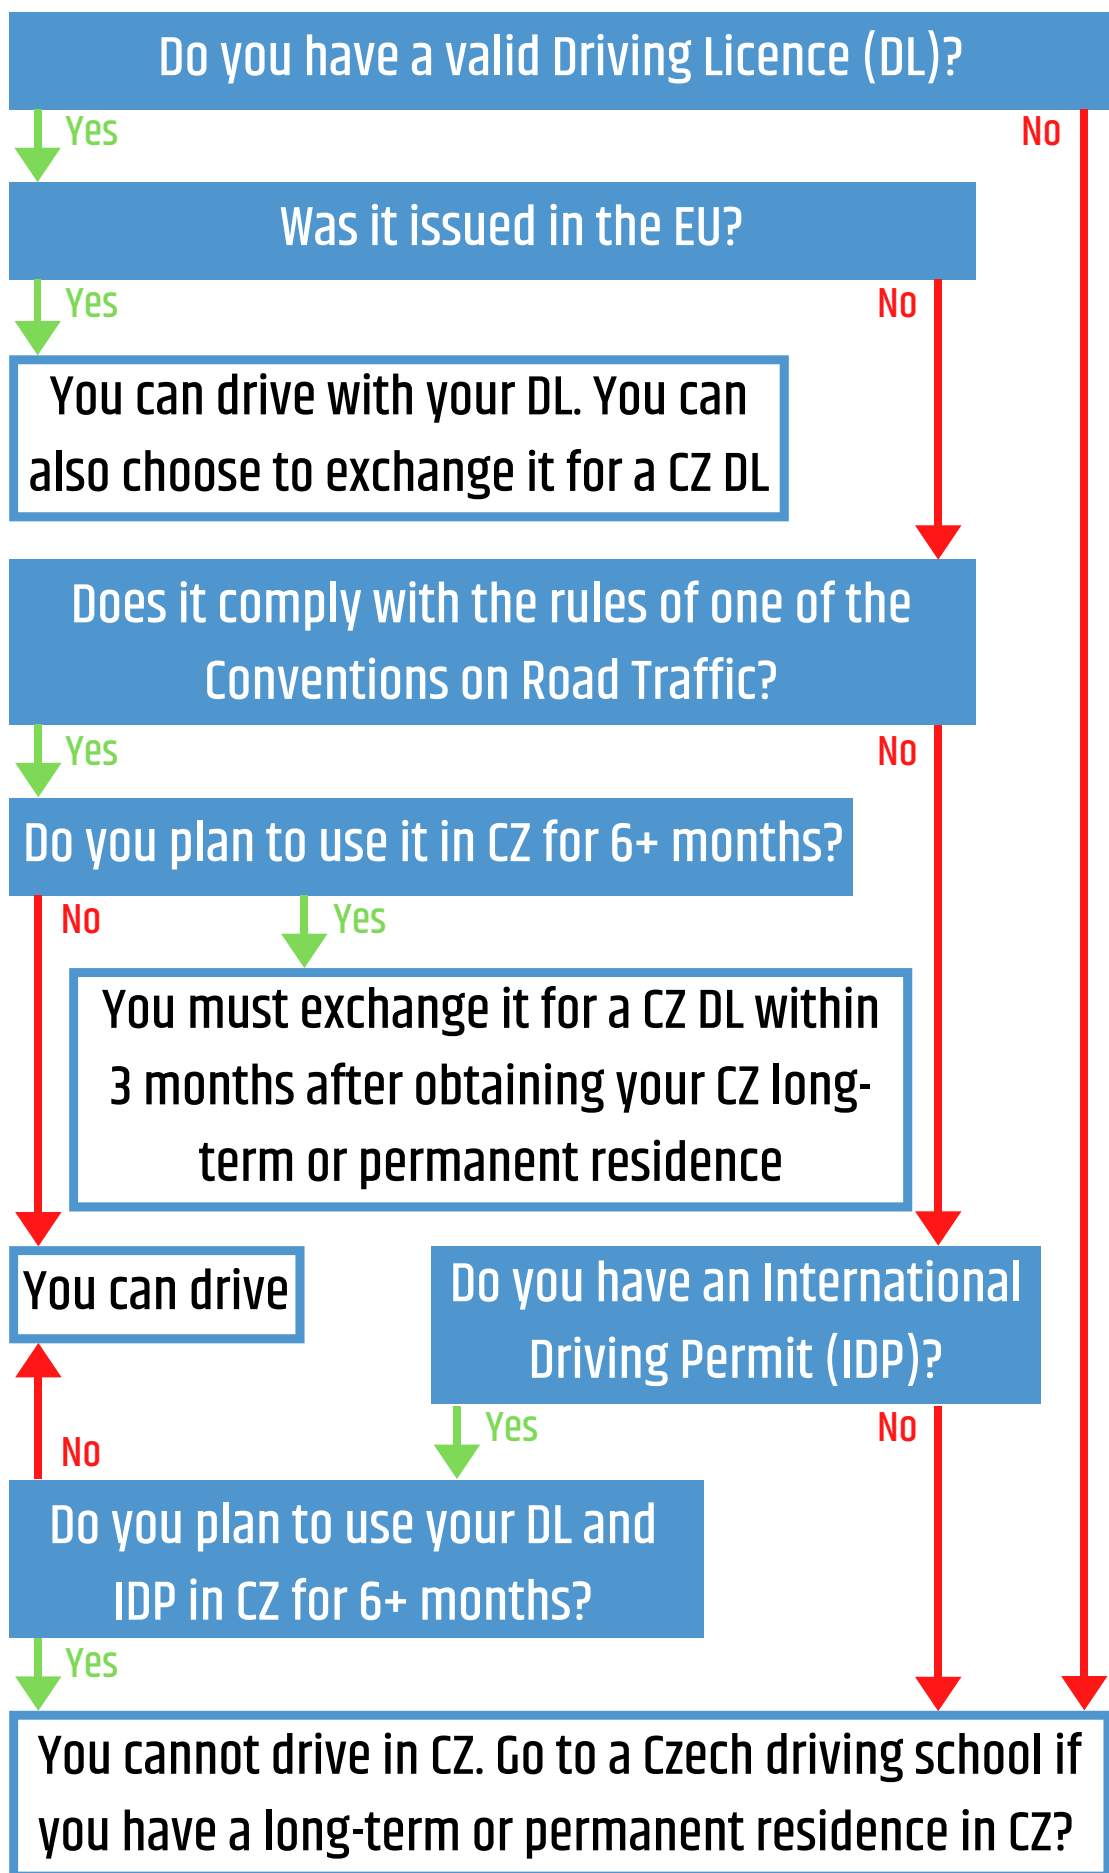 Do you have a valid Driving Licence (DL)?
Yes
No
Was it issued in the EU?
Yes
No
You can drive with your DL. You can
also choose to exchange it for a CZ DL
Does it comply with the rules of one of the
Conventions on Road Traffic?
Yes
No
Do you plan to use it in CZ for 6+ months?
No
Yes
You must exchange it for a CZ DL within
3 months after obtaining your CZ long-
term or permanent residence
You can drive
Do you have an International
Driving Permit (IDP)?
Yes
No
No
Do you plan to use your DL and
IDP in CZ for 6+ months?
Yes
You cannot drive in CZ. Go to a Czech driving school if
you have a long-term or permanent residence in CZ?